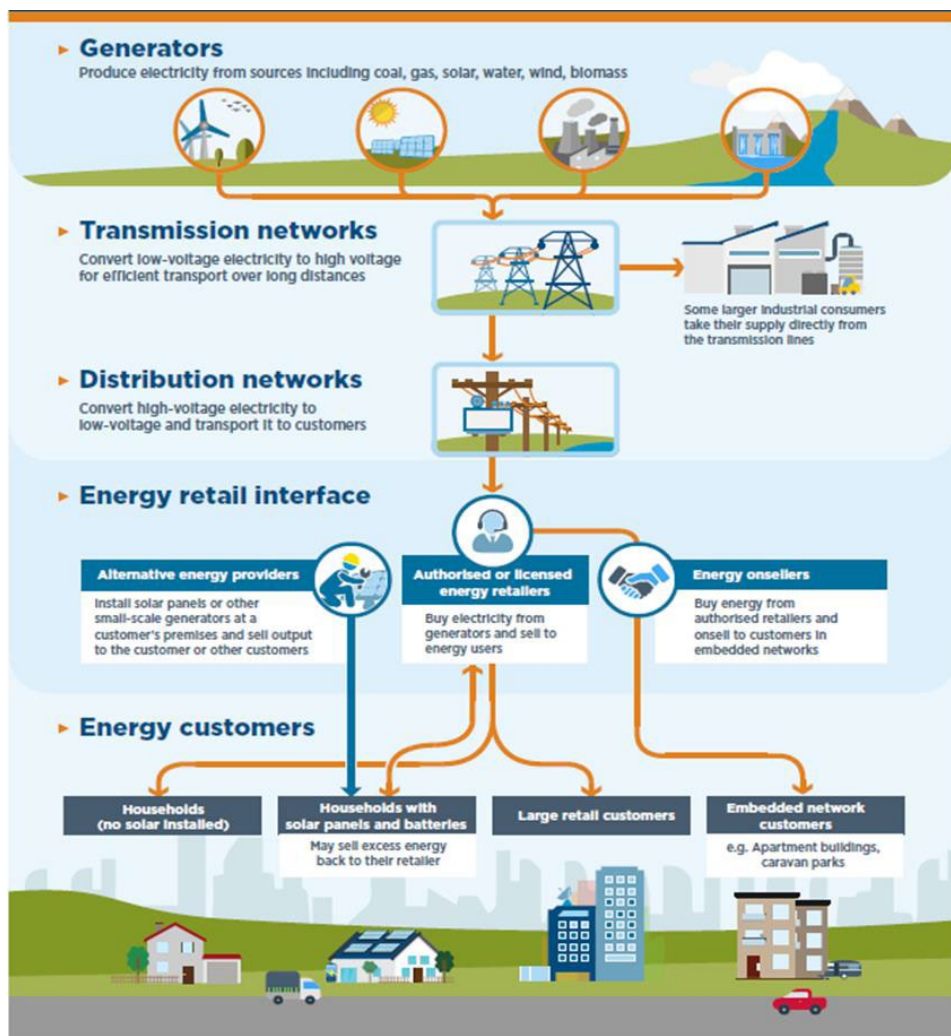 Generators
Produce electricity from sources including coal, gas, solar, water, wind, biomass
Transmission networks
Convert low-voltage electricity to high voltage
for efficient transport over long distances
Some larger industrial consumers
take their supply directly from
the transmission lines
Distribution networks
Convert high-voltage electricity to
low-voltage and transport it to customers
Energy retail interface
Alternative energy providers
Install solar panels or other
small-scale generators at a
customer's premises and sell output
to the customer or other customers
Authorised or licensed
energy retailers
Buy electricity from
generators and sell to
energy users
Energy onsellers
Buy energy from
authorised retailers and
onsell to customers in
embedded networks
Energy customers
Households
(no solar installed)
Households with
solar panels and batteries
May sell excess energy
back to their retailer
Large retail customers
Embedded network
customers
e.g. Apartment buildings,
caravan parks